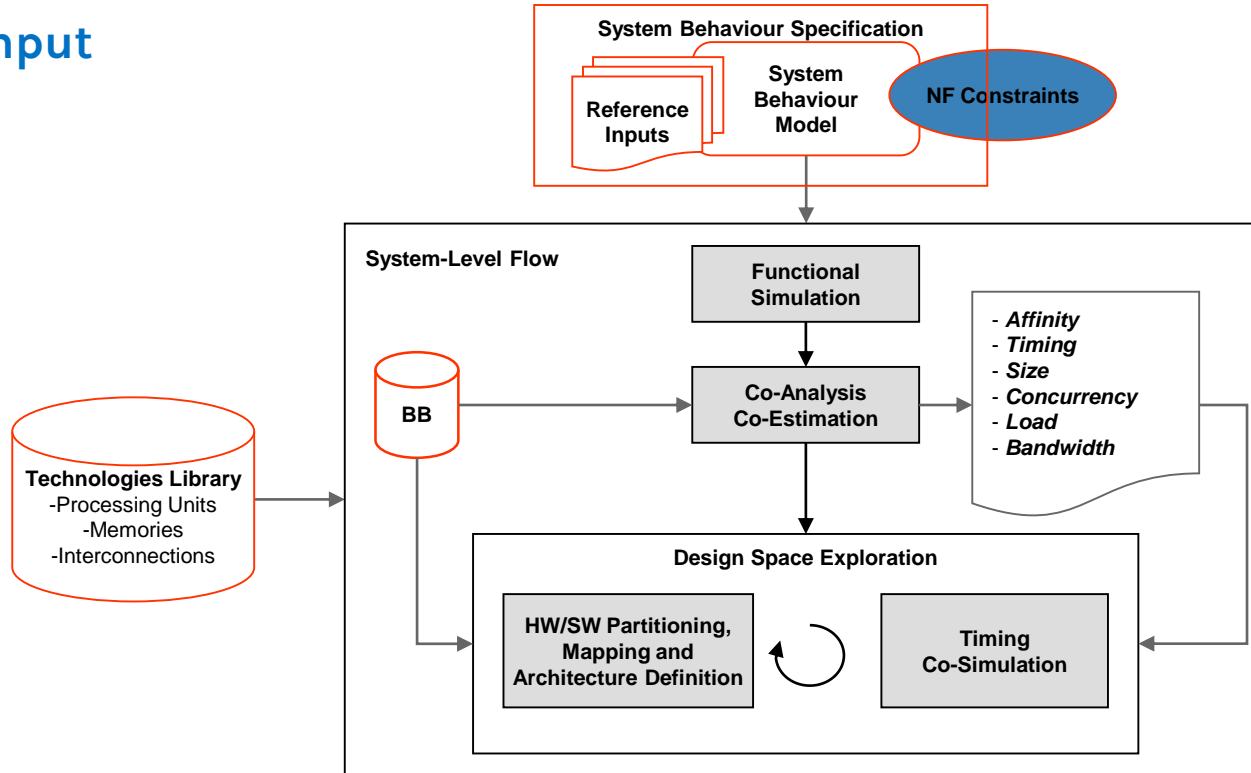 nput
System Behaviour Specification
System
Behaviour
Model
NF Constraints
Reference
Inputs
System-Level Flow
Functional
Simulation
- Affinity
- Timing
- Size
- Concurrency
- Load
- Bandwidth
BB
Co-Analysis
Co-Estimation
Technologies Library
-Processing Units
-Memories
-Interconnections
Design Space Exploration
HW/SW Partitioning,
Mapping and
Architecture Definition
Timing
Co-Simulation